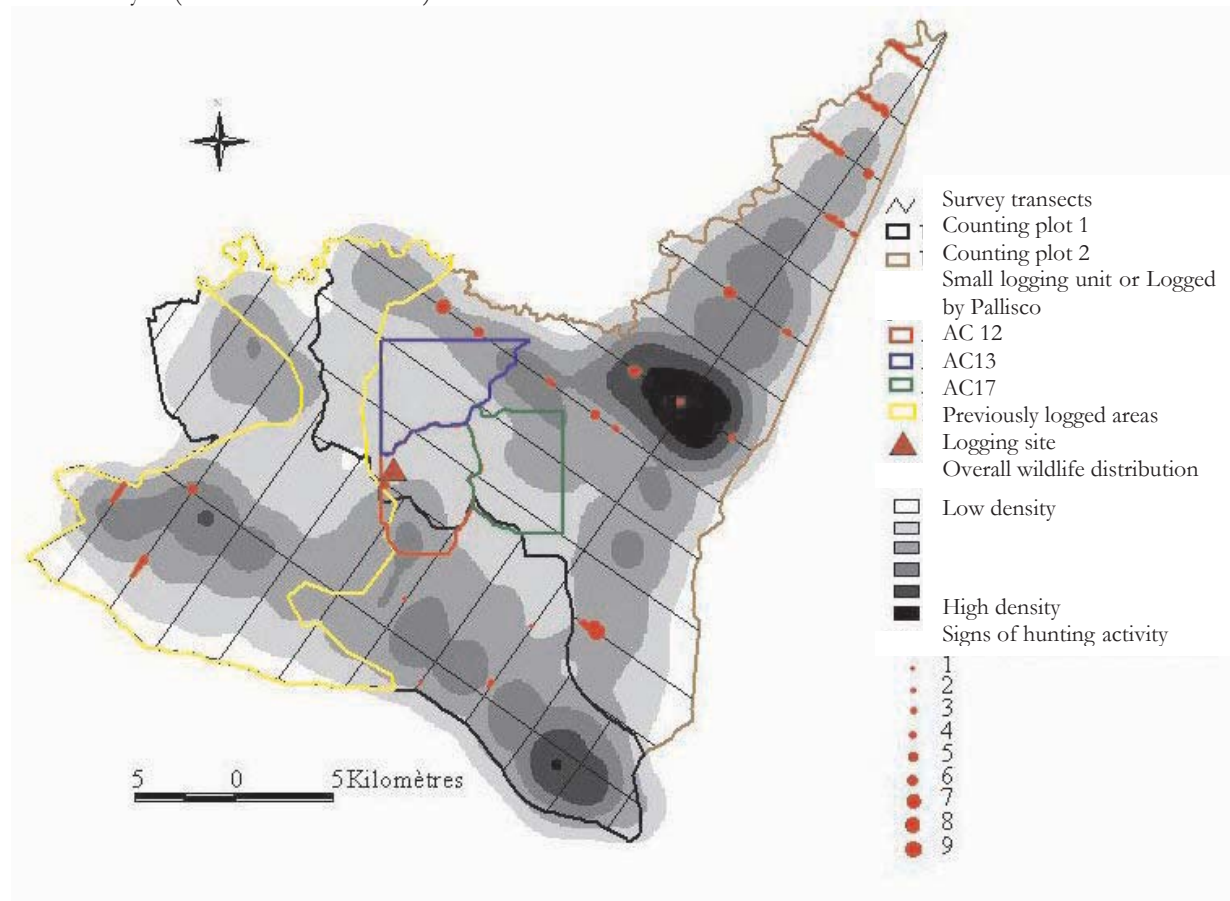 N
Survey transects
Counting plot 1
Counting plot 2
Small logging unit or Logged
by Pallisco
AC 12
AC13
AC17
Previously logged areas
Logging site
Overall wildlife distribution
Low density
High density
Signs of hunting activity
1
2
3
4
5
6
7
8
9
5 0 5 Kilomètres